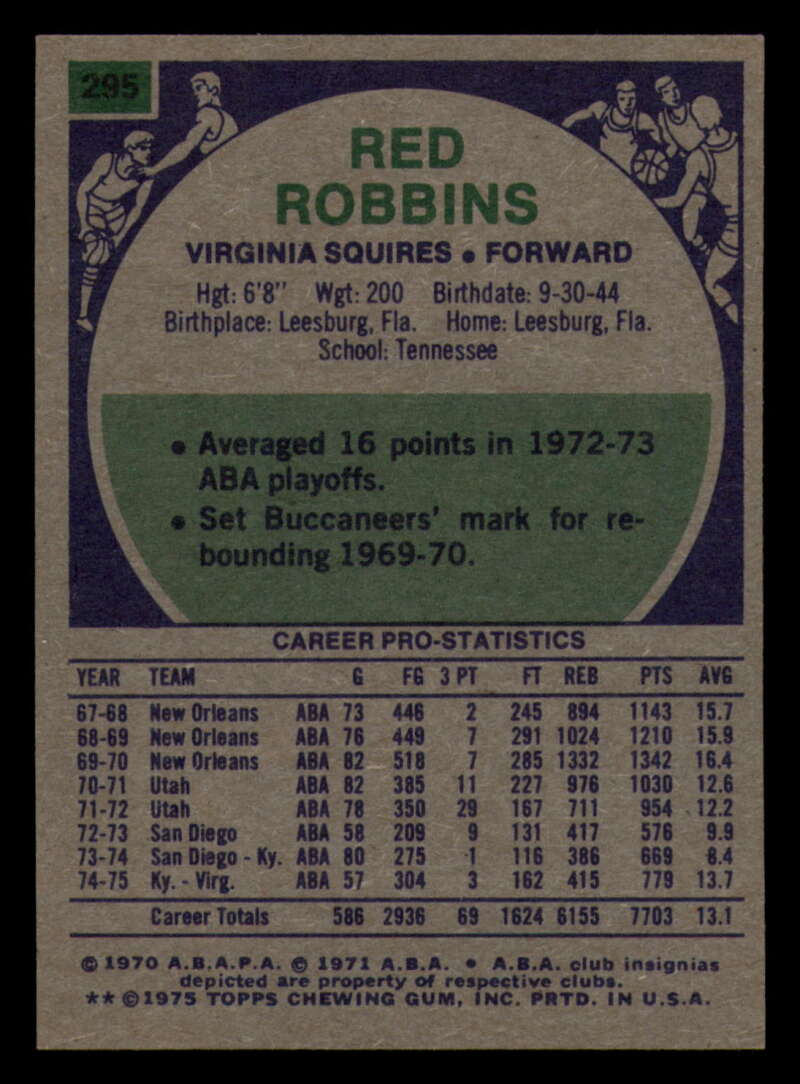 295
RED
ROBBINS
VIRGINIA SQUIRES • FORWARD
Hgt: 6'8" Wgt: 200 Birthdate: 9-30-44
Birthplace: Leesburg, Fla. Home: Leesburg, Fla.
School: Tennessee
• Averaged 16 points in 1972-73
ABA playoffs.
• Set Buccaneers' mark for re-
bounding 1969-70.
CAREER PRO-STATISTICS
YEAR TEAM G FG 3 PT FT REB PTS AVG
67-68 New Orleans ABA 73 446 2 245 894 1143 15.7
68-69 New Orleans ABA 76 449 7 291 1024 1210 15.9
69-70 New Orleans ABA 82 518 7 285 1332 1342 16.4
70-71 Utah ABA 82 385 11 227 976 1030 12.6
71-72 Utah ABA 78 350 29 167 711 954 12.2
72-73 San Diego ABA 58 209 9 131 417 576 9.9
73-74 San Diego - Ky. ABA 80 275 1 116 386 669 8.4
74-75 Ky. - Virg. ABA 57 304 3 162 415 779 13.7
Career Totals 586 2936 69 1624 6155 7703 13.1
© 1970 A.B.A.P.A. © 1971 A.B.A. • A.B.A. club insignias
depicted are property of respective clubs.
** ©1975 TOPPS CHEWING GUM, INC. PRTD. IN U.S.A.